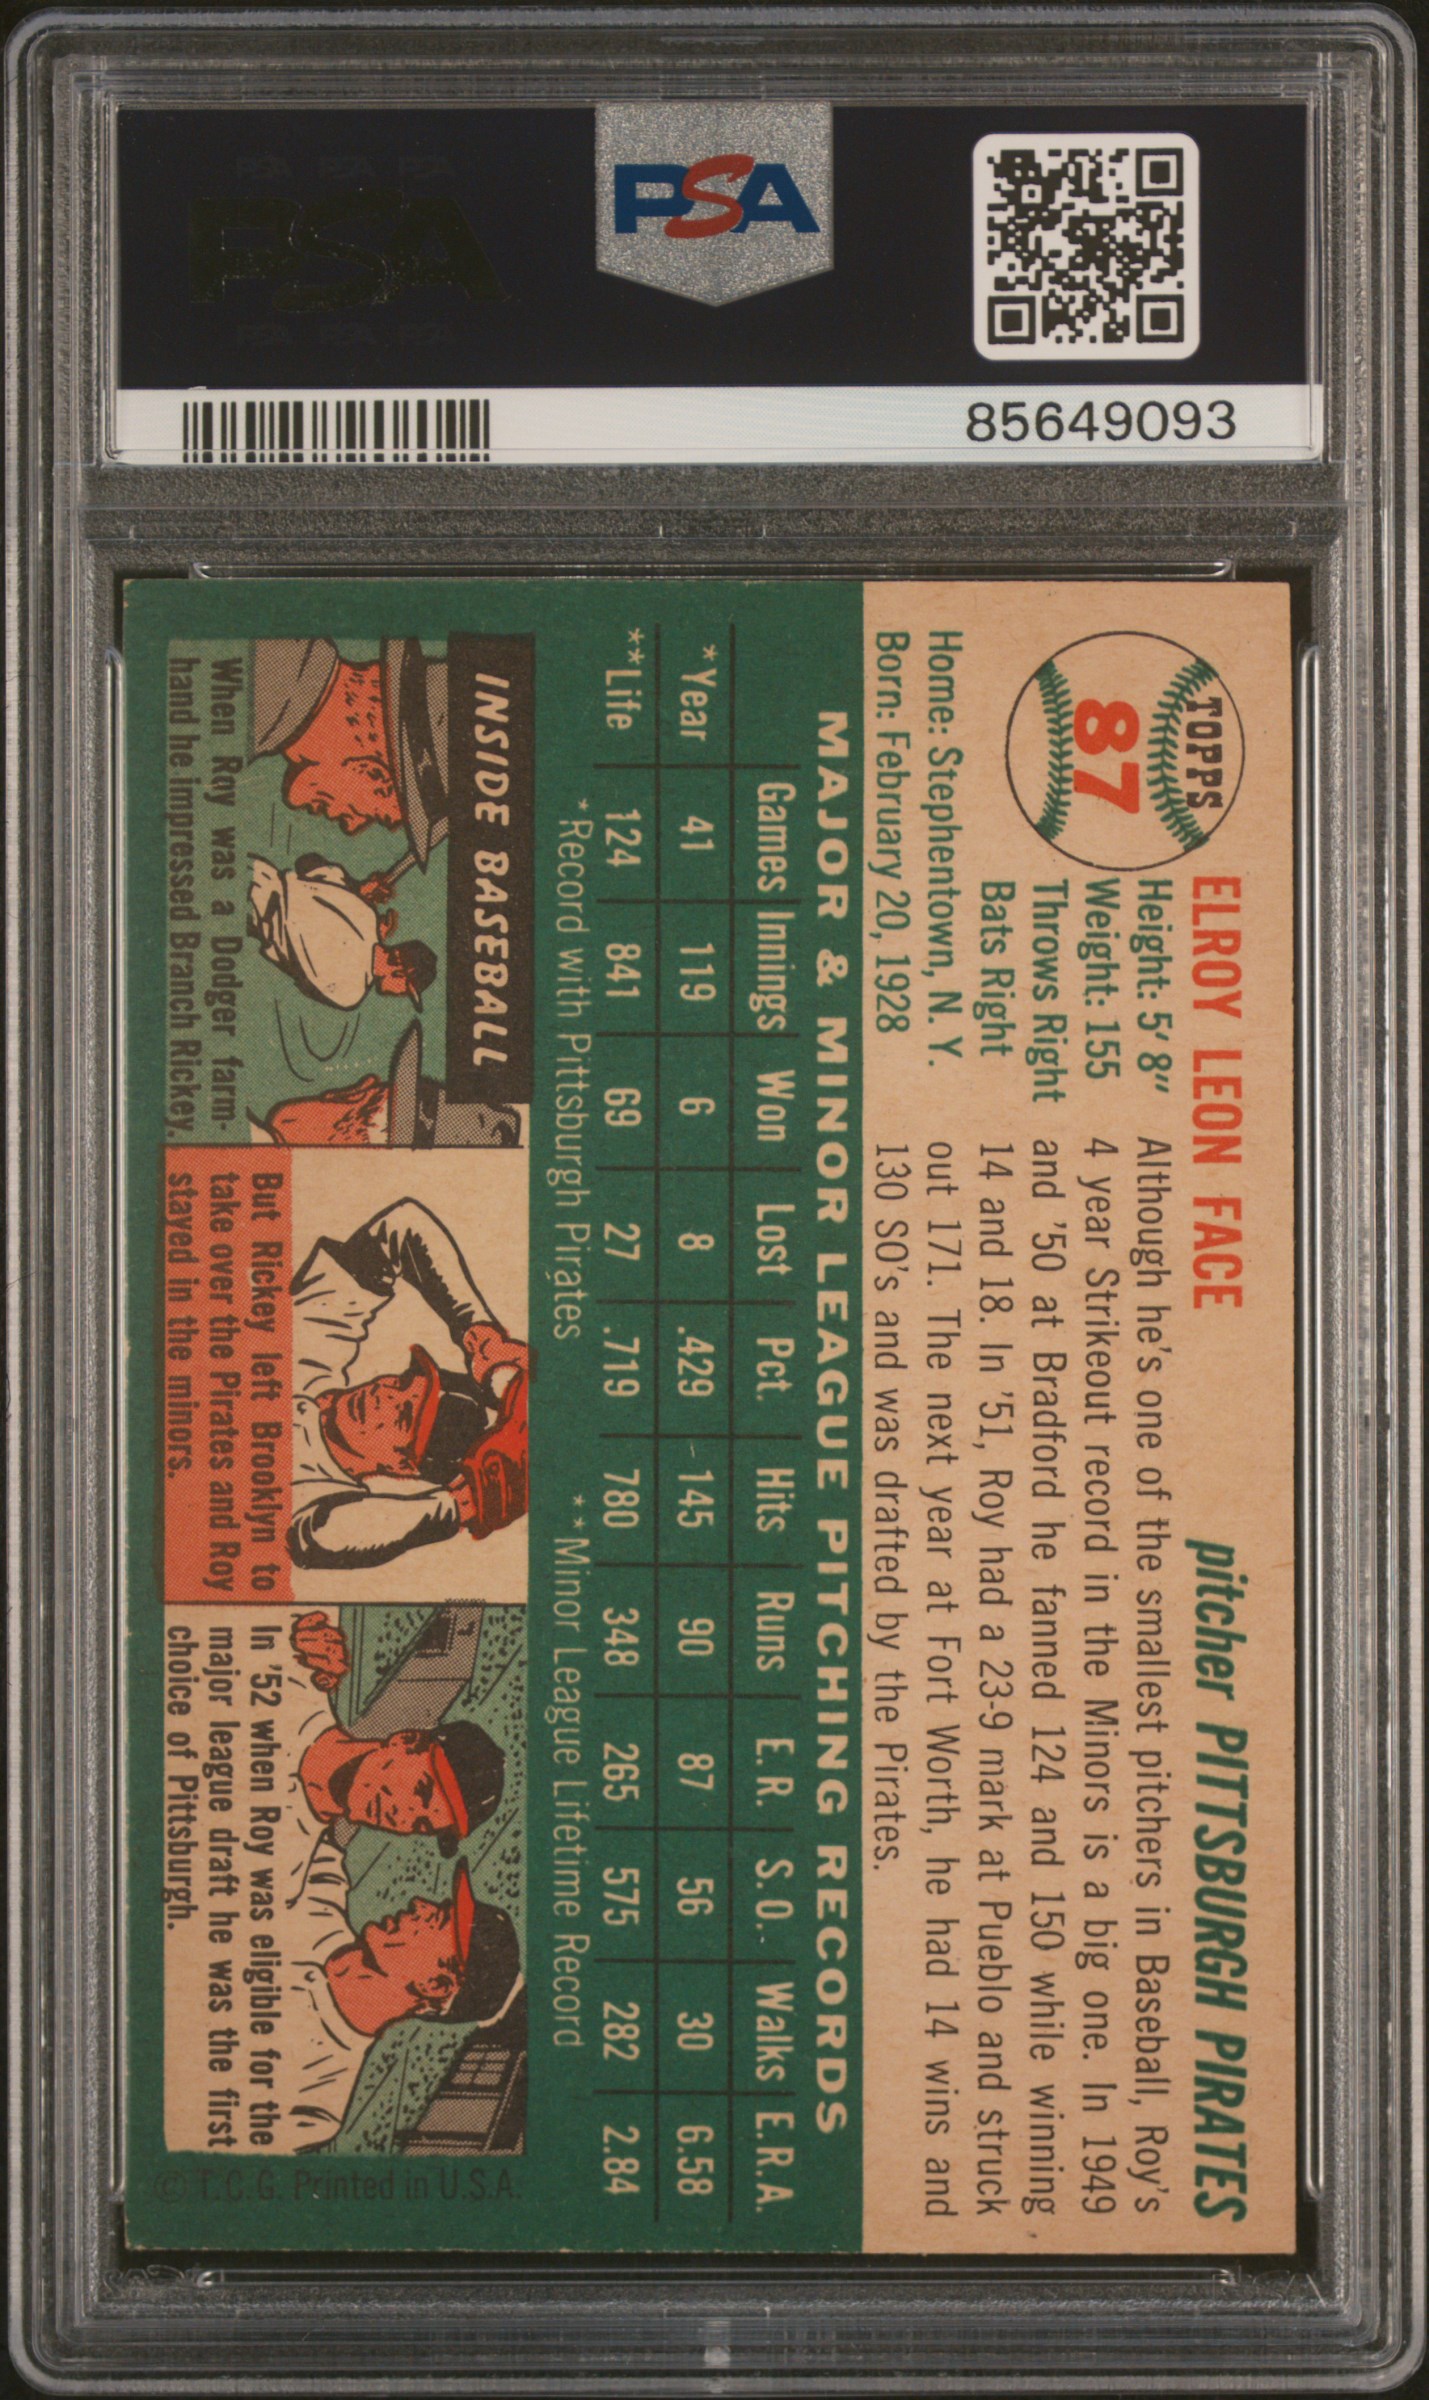 PSA
85649093
TOPPS
87
ELROY LEON FACE
pitcher PITTSBURGH PIRATES
Height: 5' 8"
Weight: 155
Throws Right
Bats Right
Home: Stephentown, N. Y.
Born: February 20, 1928
Although he's one of the smallest pitchers in Baseball, Roy's
4 year Strikeout record in the Minors is a big one. In 1949
and '50 at Bradford he fanned 124 and 150 while winning
14 and 18. In '51, Roy had a 23-9 mark at Pueblo and struck
out 171. The next year at Fort Worth, he had 14 wins and
130 SO's and was drafted by the Pirates.
MAJOR & MINOR LEAGUE PITCHING RECORDS
Games Innings Won Lost Pct. Hits Runs E.R. S.O. Walks E.R.A.
*Year 41 119 6 8 .429 145 90 87 56 30 6.58
**Life 124 841 69 27 .719 780 348 265 575 282 2.84
*Record with Pittsburgh Pirates **Minor League Lifetime Record
INSIDE BASEBALL
When Roy was a Dodger farm-
hand he impressed Branch Rickey.
But Rickey left Brooklyn to
take over the Pirates and Roy
stayed in the minors.
In '52 when Roy was eligible for the
major league draft he was the first
choice of Pittsburgh.
© T.C.G. Printed in U.S.A.